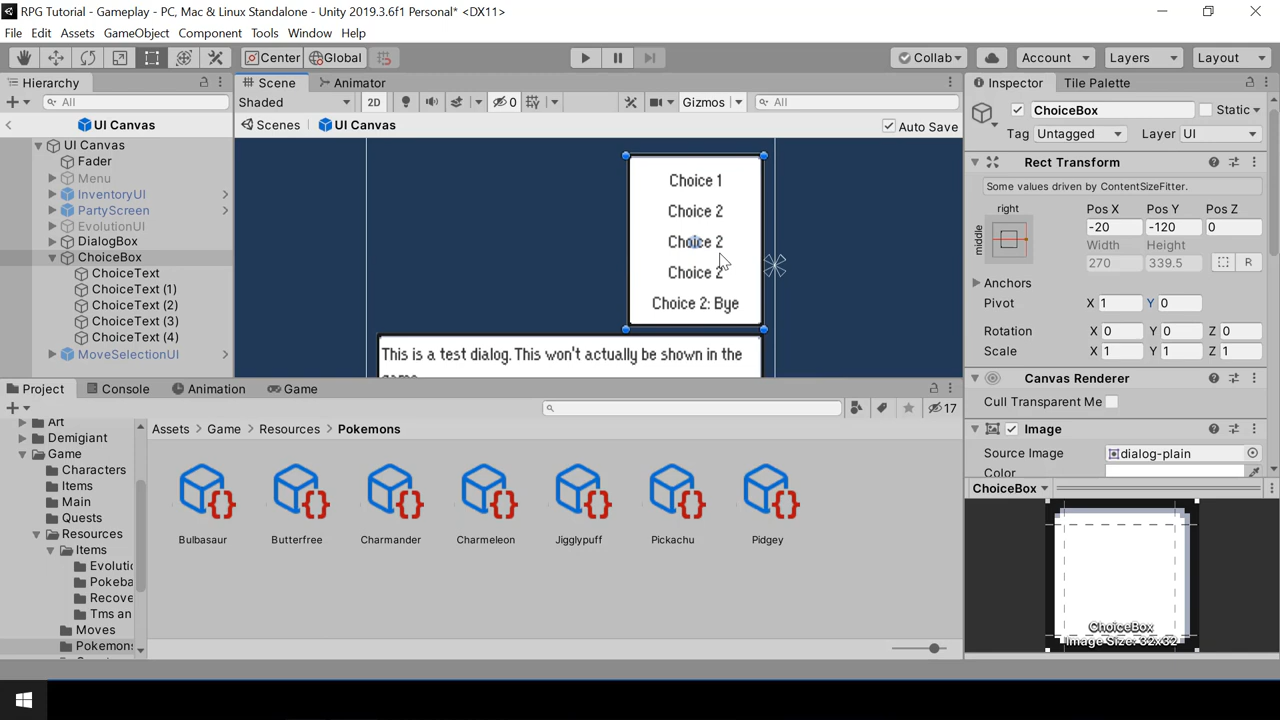 RPG Tutorial - Gameplay - PC, Mac & Linux Standalone - Unity 2019.3.6f1 Personal* <DX11>
File Edit Assets GameObject Component Tools Window Help
Center Global Collab Account Layers Layout
Hierarchy
All
UI Canvas
UI Canvas
Fader
Menu
InventoryUI
PartyScreen
EvolutionUI
DialogBox
ChoiceBox
ChoiceText
ChoiceText (1)
ChoiceText (2)
ChoiceText (3)
ChoiceText (4)
MoveSelectionUI
Scene Animator
Shaded 2D 0 Gizmos All
Scenes UI Canvas Auto Save
Choice 1
Choice 2
Choice 2
Choice 2
Choice 2: Bye
This is a test dialog. This won't actually be shown in the
Inspector Tile Palette
ChoiceBox Static
Tag Untagged Layer UI
Rect Transform
Some values driven by ContentSizeFitter.
right
middle
Pos X Pos Y Pos Z
-20 -120 0
Width Height
270 339.5 R
Anchors
Pivot X 1 Y 0
Rotation X 0 Y 0 Z 0
Scale X 1 Y 1 Z 1
Canvas Renderer
Cull Transparent Me
Image
Source Image dialog-plain
Color
ChoiceBox
ChoiceBox
Image Size: 32x32
Project Console Animation Game
17
Art
Demigiant
Game
Characters
Items
Main
Quests
Resources
Items
Evolutio
Pokeba
Recove
Tms an
Moves
Pokemons
Assets Game Resources Pokemons
Bulbasaur Butterfree Charmander Charmeleon Jigglypuff Pickachu Pidgey